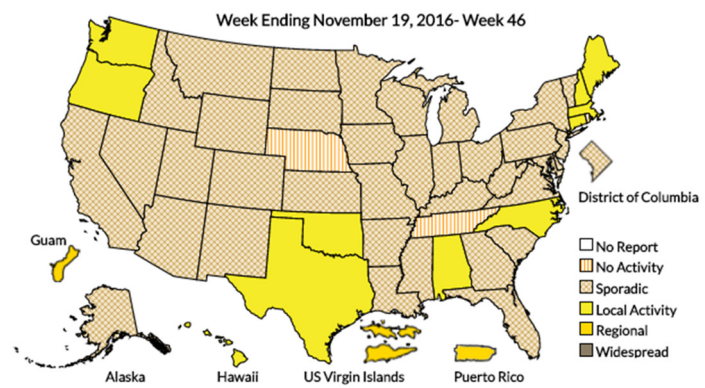 Week Ending November 19, 2016- Week 46
District of Columbia
Guam
No Report
No Activity
Sporadic
Local Activity
Regional
Widespread
Alaska
Hawaii
US Virgin Islands
Puerto Rico